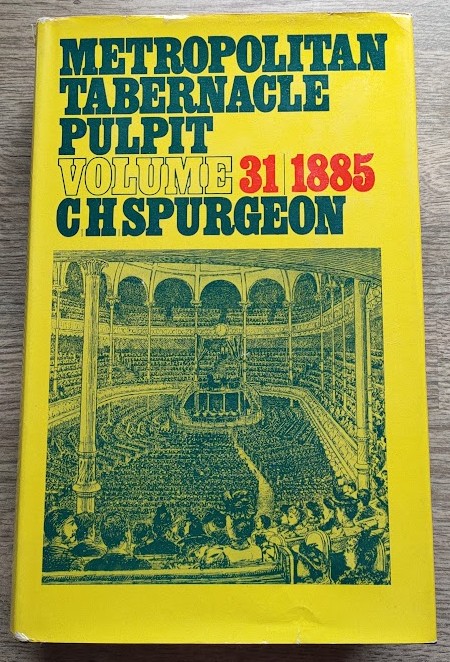 METROPOLITAN
TABERNACLE
PULPIT
VOLUME 31 | 1885
C H SPURGEON